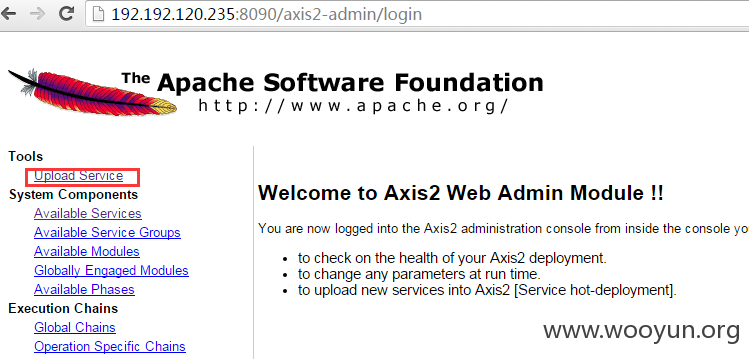 192.192.120.235:8090/axis2-admin/login
The Apache Software Foundation
http://www.apache.org/
Tools
Upload Service
System Components
Available Services
Available Service Groups
Available Modules
Globally Engaged Modules
Available Phases
Execution Chains
Global Chains
Operation Specific Chains
Welcome to Axis2 Web Admin Module !!
You are now logged into the Axis2 administration console from inside the console yo
to check on the health of your Axis2 deployment.
to change any parameters at run time.
to upload new services into Axis2 [Service hot-deployment].
www.wooyun.org